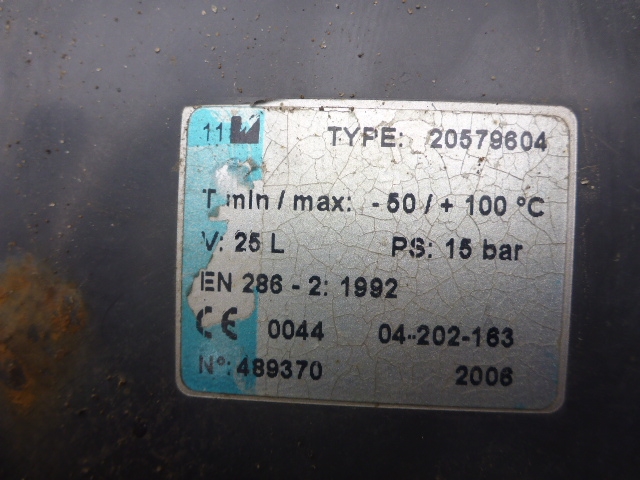 11 TYPE: 20579604
T min / max: - 50 / + 100 °C
V: 25 L PS: 15 bar
EN 286 - 2: 1992
CE 0044 04-202-163
N°: 489370 2006